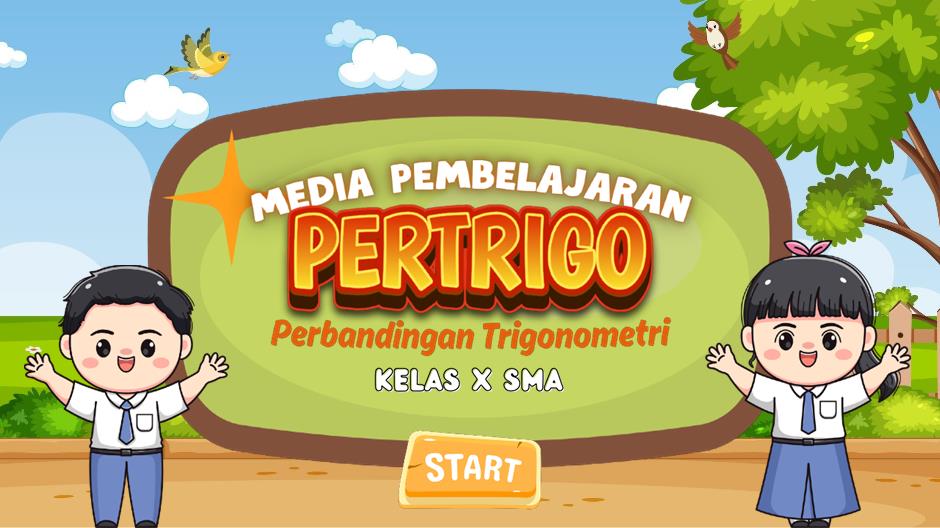 MEDIA PEMBELAJARAN
PERTRIGO
Perbandingan Trigonometri
KELAS X SMA
START